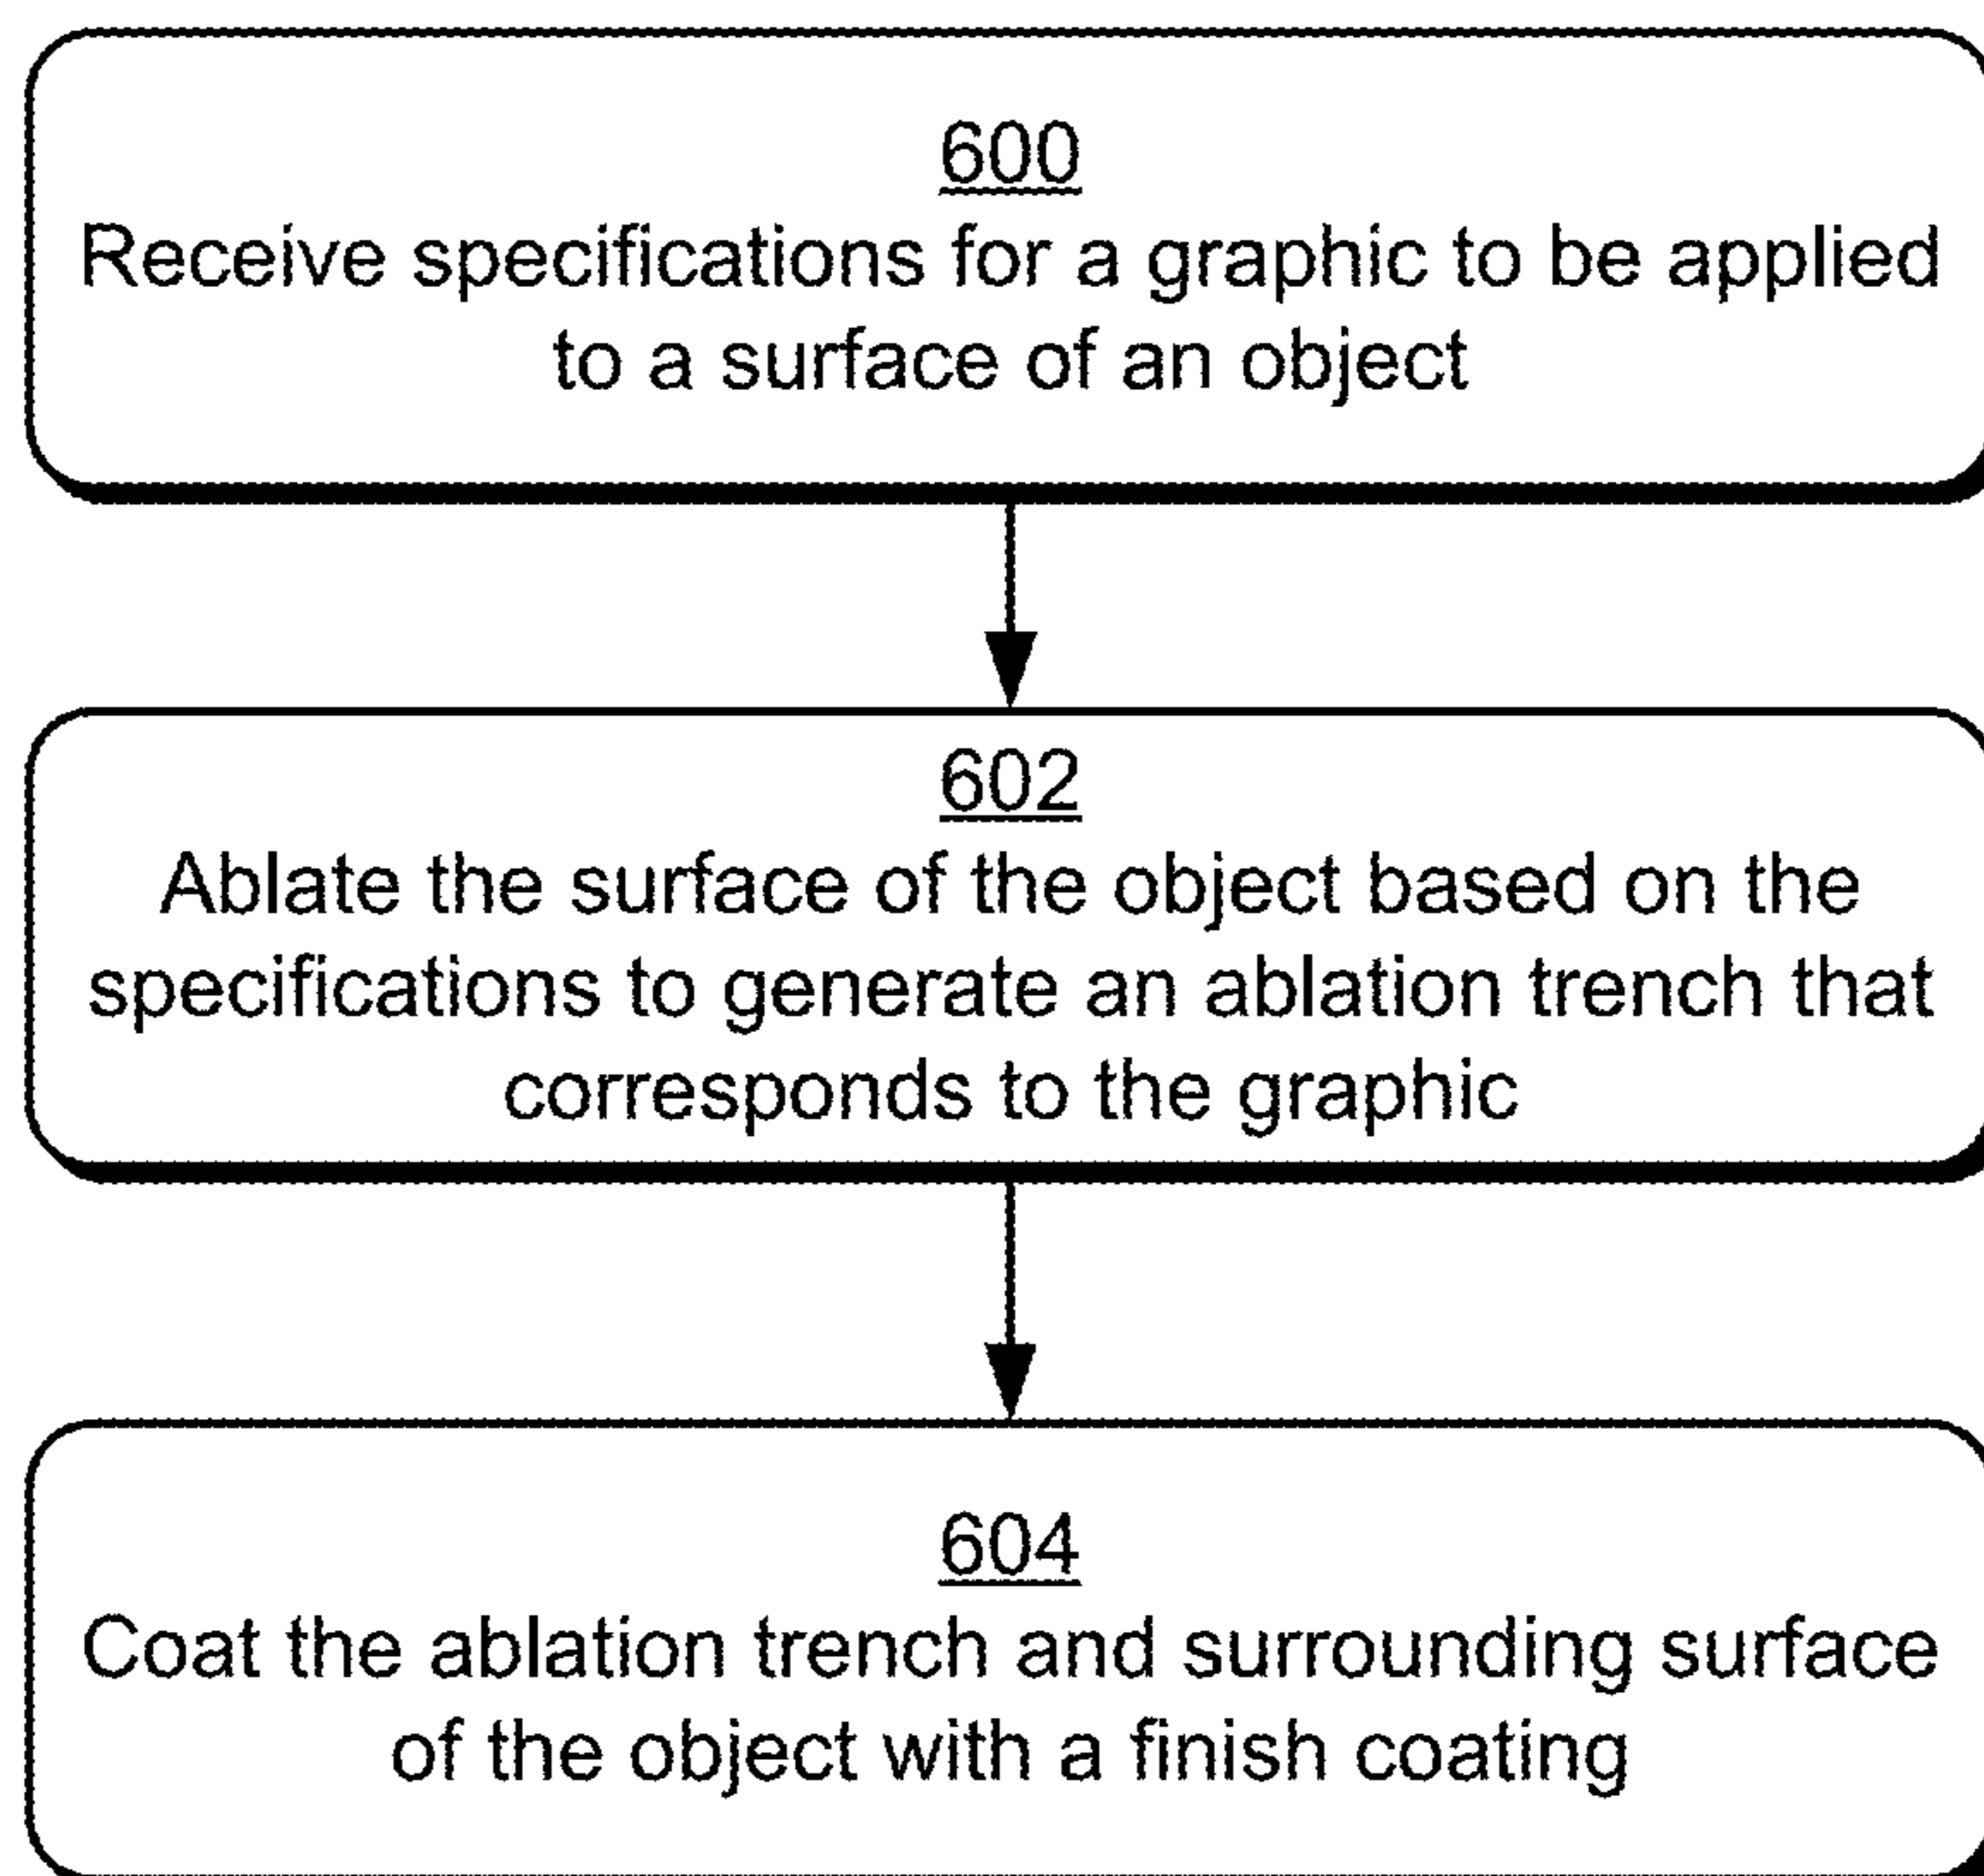 600
Receive specifications for a graphic to be applied
to a surface of an object
602
Ablate the surface of the object based on the
specifications to generate an ablation trench that
corresponds to the graphic
604
Coat the ablation trench and surrounding surface
of the object with a finish coating